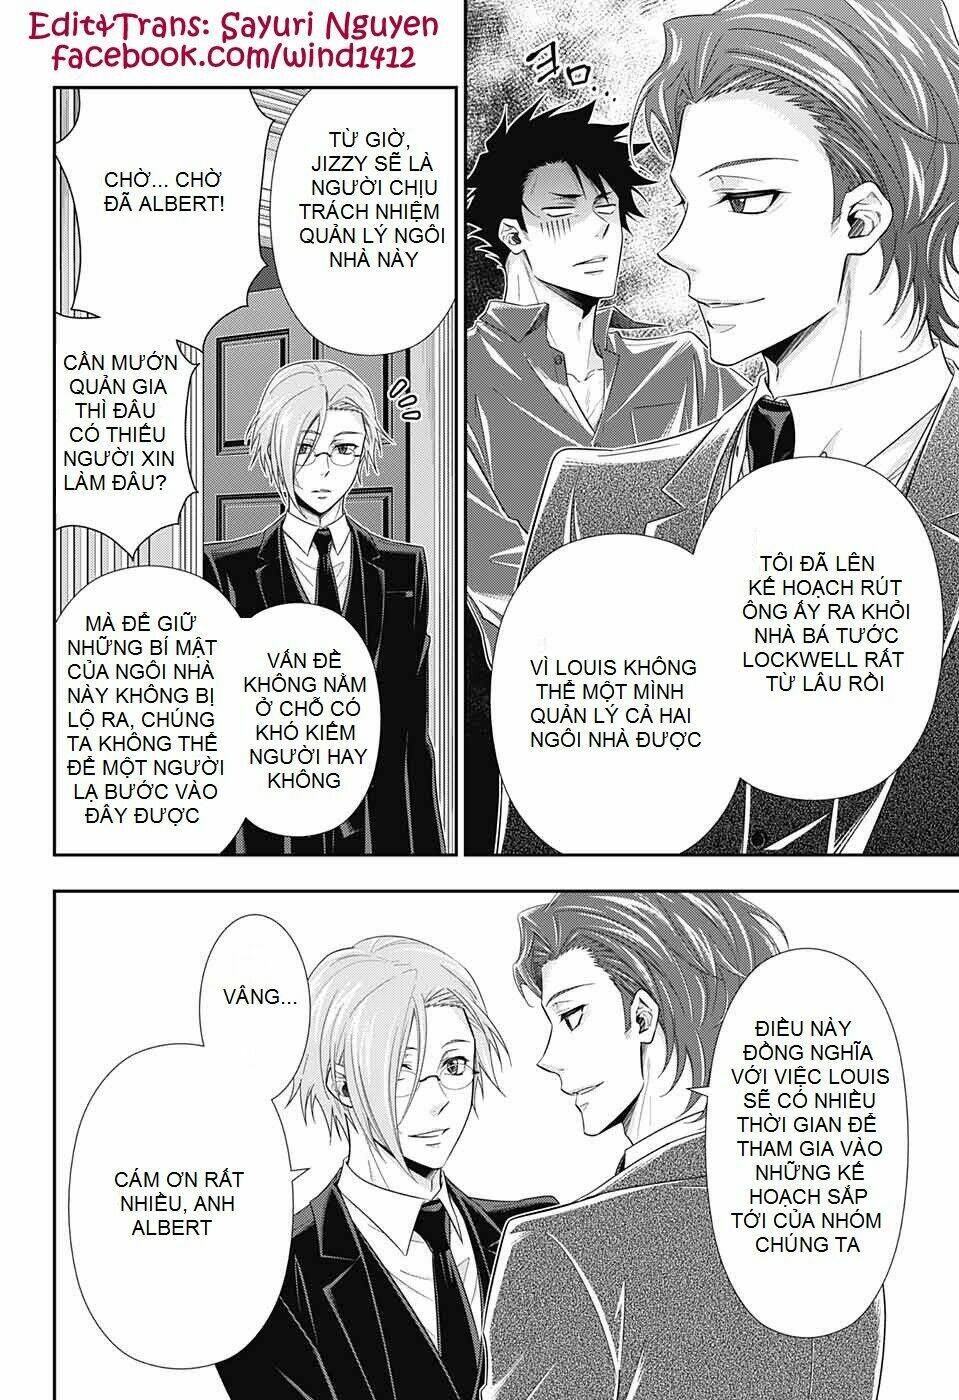 Edit&Trans: Sayuri Nguyen
facebook.com/wind1412
ヨロ...
TÔI ĐÃ LÊN
KẾ HOẠCH RÚT
ÔNG ẤY RA KHỎI
NHÀ BÁ TƯỚC
LOCKWELL RẤT
TỪ LÂU RỒI
VÌ LOUIS KHÔNG
THỂ MỘT MÌNH
QUẢN LÝ CẢ HAI
NGÔI NHÀ ĐƯỢC
TỪ GIỜ,
JIZZY SẼ LÀ
NGƯỜI CHỊU
TRÁCH NHIỆM
QUẢN LÝ NGÔI
NHÀ NÀY
CHỜ... CHỜ
ĐÃ ALBERT!
CẦN MƯỚN
QUẢN GIA
THÌ ĐÂU
CÓ THIẾU
NGƯỜI XIN
LÀM ĐÂU?
VẤN ĐỀ
KHÔNG NẰM
Ở CHỖ CÓ
KHÓ KIẾM
NGƯỜI HAY
KHÔNG
MÀ ĐỂ GIỮ
NHỮNG BÍ MẬT
CỦA NGÔI NHÀ
NÀY KHÔNG BỊ
LỘ RA, CHÚNG
TA KHÔNG THỂ
ĐỂ MỘT NGƯỜI
LẠ BƯỚC VÀO
ĐÂY ĐƯỢC
ĐIỀU NÀY
ĐỒNG NGHĨA
VỚI VIỆC LOUIS
SẼ CÓ NHIỀU
THỜI GIAN ĐỂ
THAM GIA VÀO
NHỮNG KẾ
HOẠCH SẮP
TỚI CỦA NHÓM
CHÚNG TA
VÂNG...
CÁM ƠN RẤT
NHIỀU, ANH
ALBERT